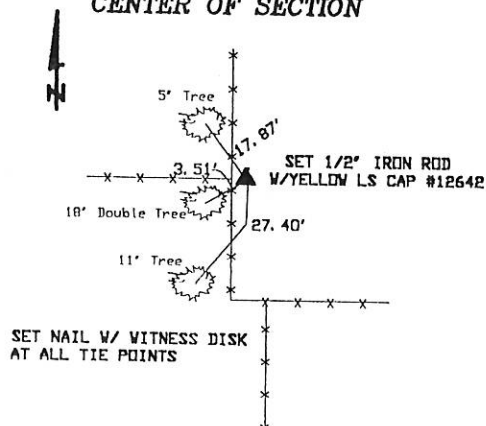 CENTER OF SECTION
N
5" Tree
17.87'
3.51'
SET 1/2" IRON ROD
W/YELLOW LS CAP #12642
18" Double Tree
27.40'
11" Tree
SET NAIL W/ WITNESS DISK
AT ALL TIE POINTS